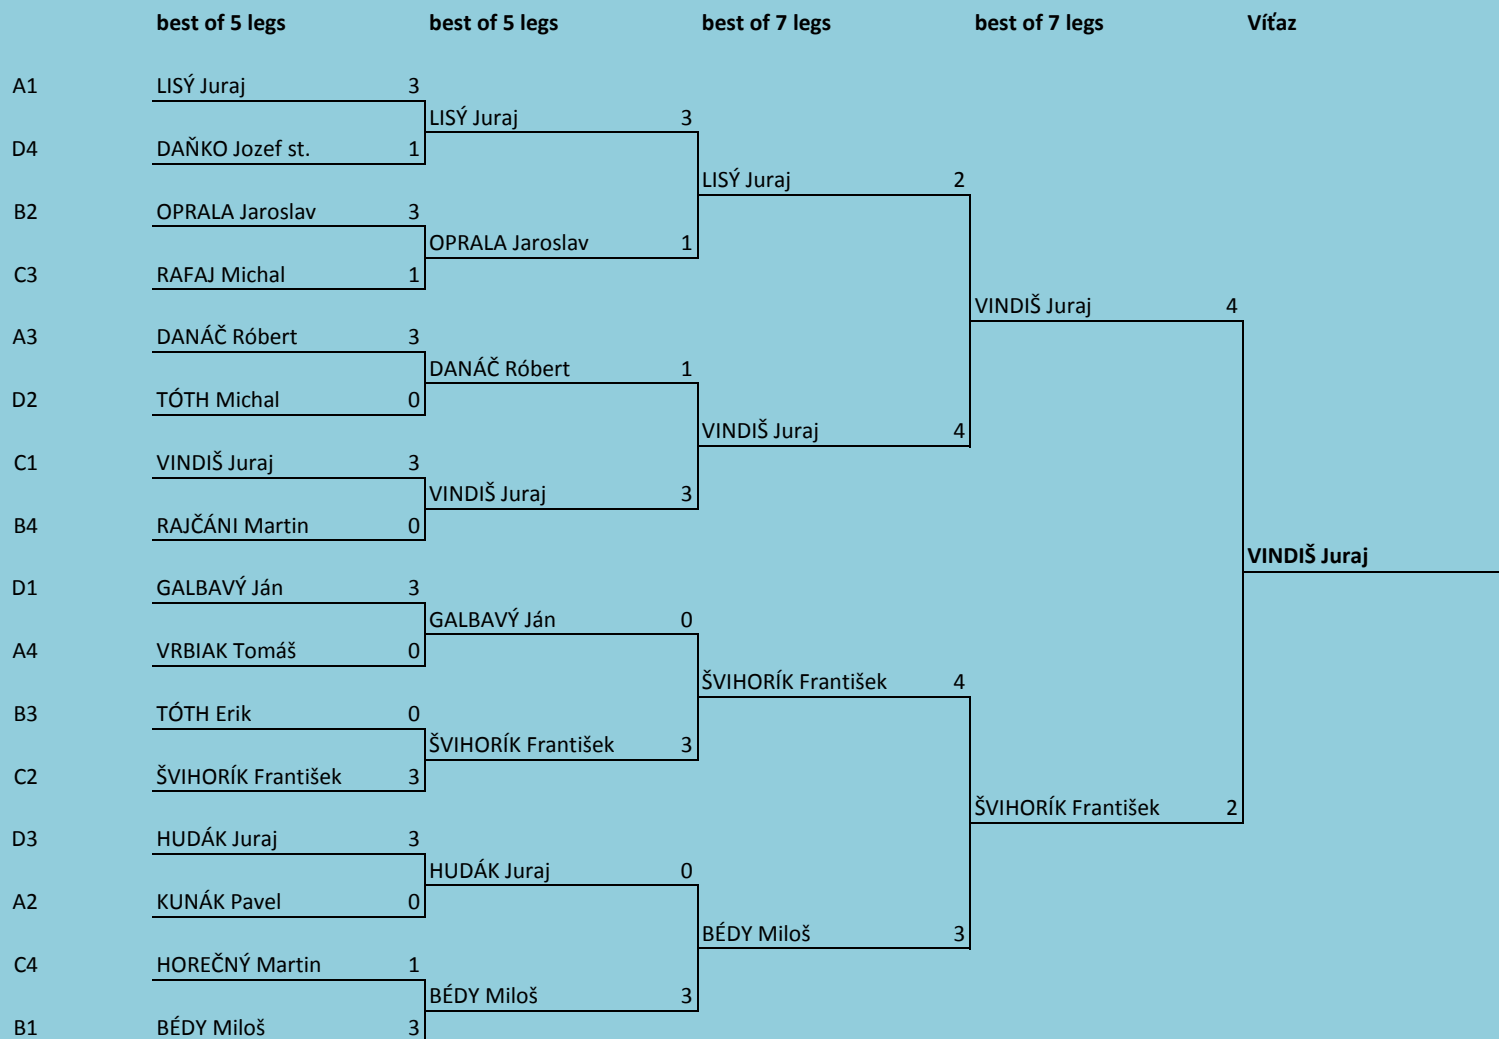 best of 5 legs best of 5 legs best of 7 legs best of 7 legs Víťaz
A1 LISÝ Juraj 3
LISÝ Juraj 3
D4 DAŇKO Jozef st. 1
LISÝ Juraj 2
B2 OPRALA Jaroslav 3
OPRALA Jaroslav 1
C3 RAFAJ Michal 1
VINDIŠ Juraj 4
A3 DANÁČ Róbert 3
DANÁČ Róbert 1
D2 TÓTH Michal 0
VINDIŠ Juraj 4
C1 VINDIŠ Juraj 3
VINDIŠ Juraj 3
B4 RAJČÁNI Martin 0
VINDIŠ Juraj
D1 GALBAVÝ Ján 3
GALBAVÝ Ján 0
A4 VRBIAK Tomáš 0
ŠVIHORÍK František 4
B3 TÓTH Erik 0
ŠVIHORÍK František 3
C2 ŠVIHORÍK František 3
ŠVIHORÍK František 2
D3 HUDÁK Juraj 3
HUDÁK Juraj 0
A2 KUNÁK Pavel 0
BÉDY Miloš 3
C4 HOREČNÝ Martin 1
BÉDY Miloš 3
B1 BÉDY Miloš 3